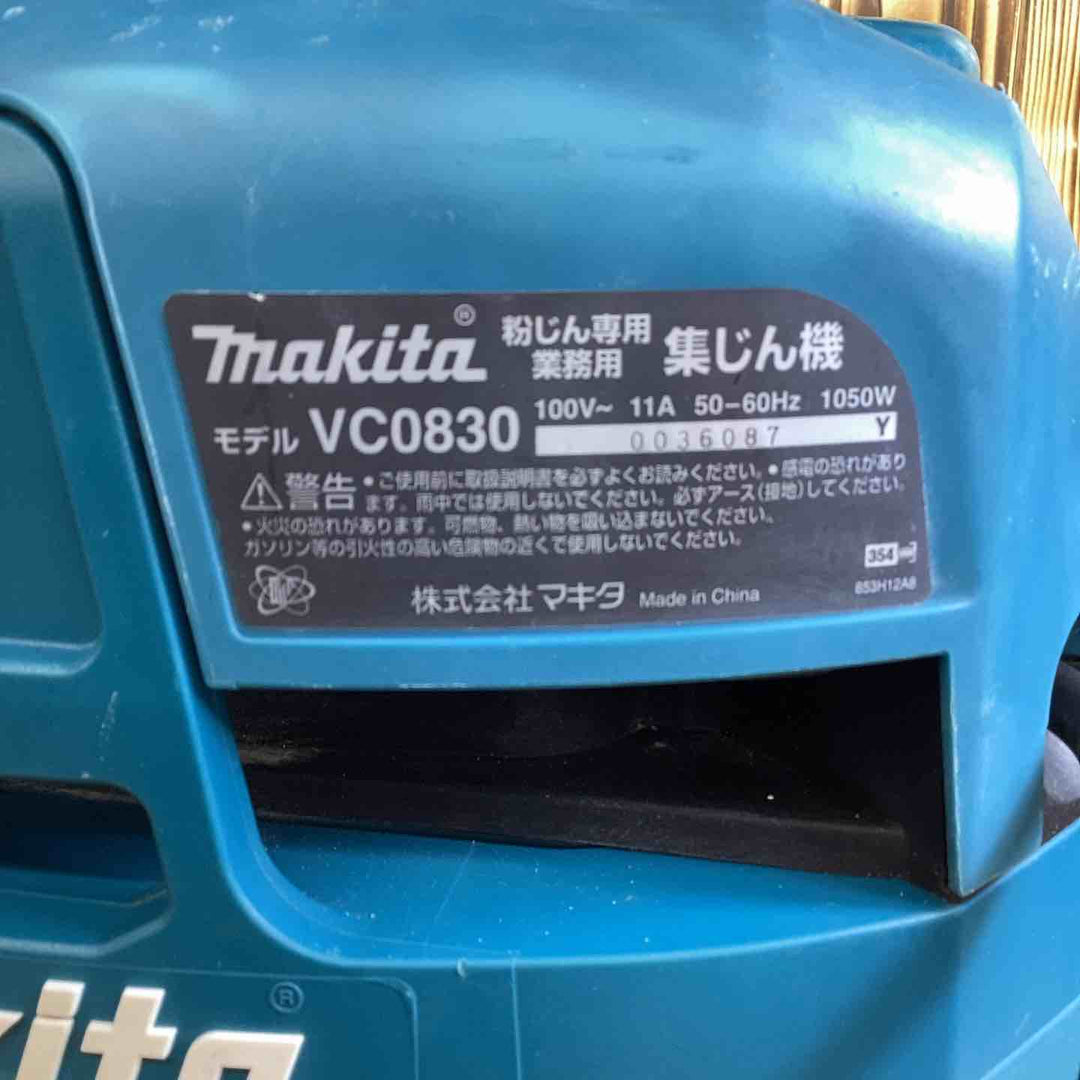 makita® 粉じん専用 業務用 集じん機
モデル VC0830 100V~ 11A 50-60Hz 1050W
0036087 Y
⚠警告 •ご使用前に取扱説明書を必ずよくお読みください。•感電の恐れがあり
ます。雨中では使用しないでください。必ずアース(接地)してください。
•火災の恐れがあります。可燃物、熱い物を吸い込まないでください。
ガソリン等の引火性の高い危険物の近くで使用しないでください。
354
株式会社マキタ Made in China
853H12A8
kita®